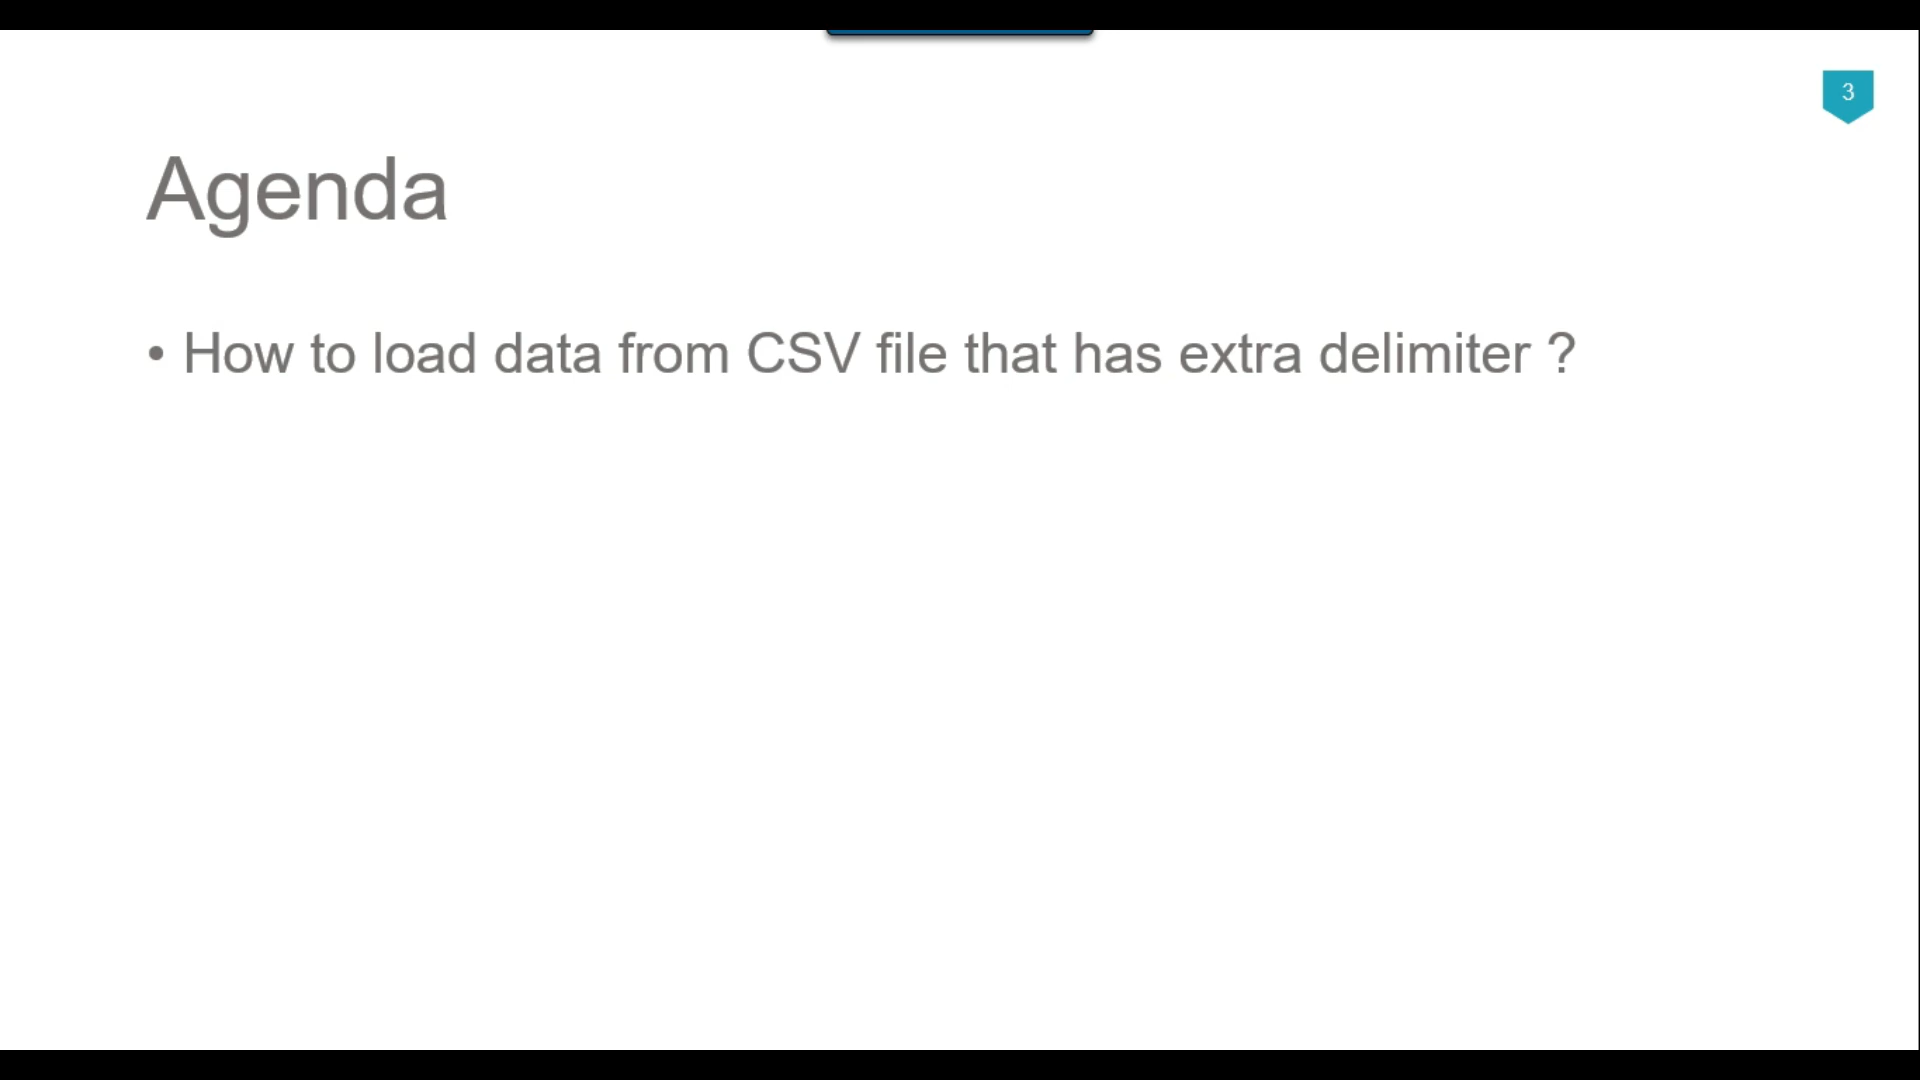 3
Agenda
• How to load data from CSV file that has extra delimiter ?